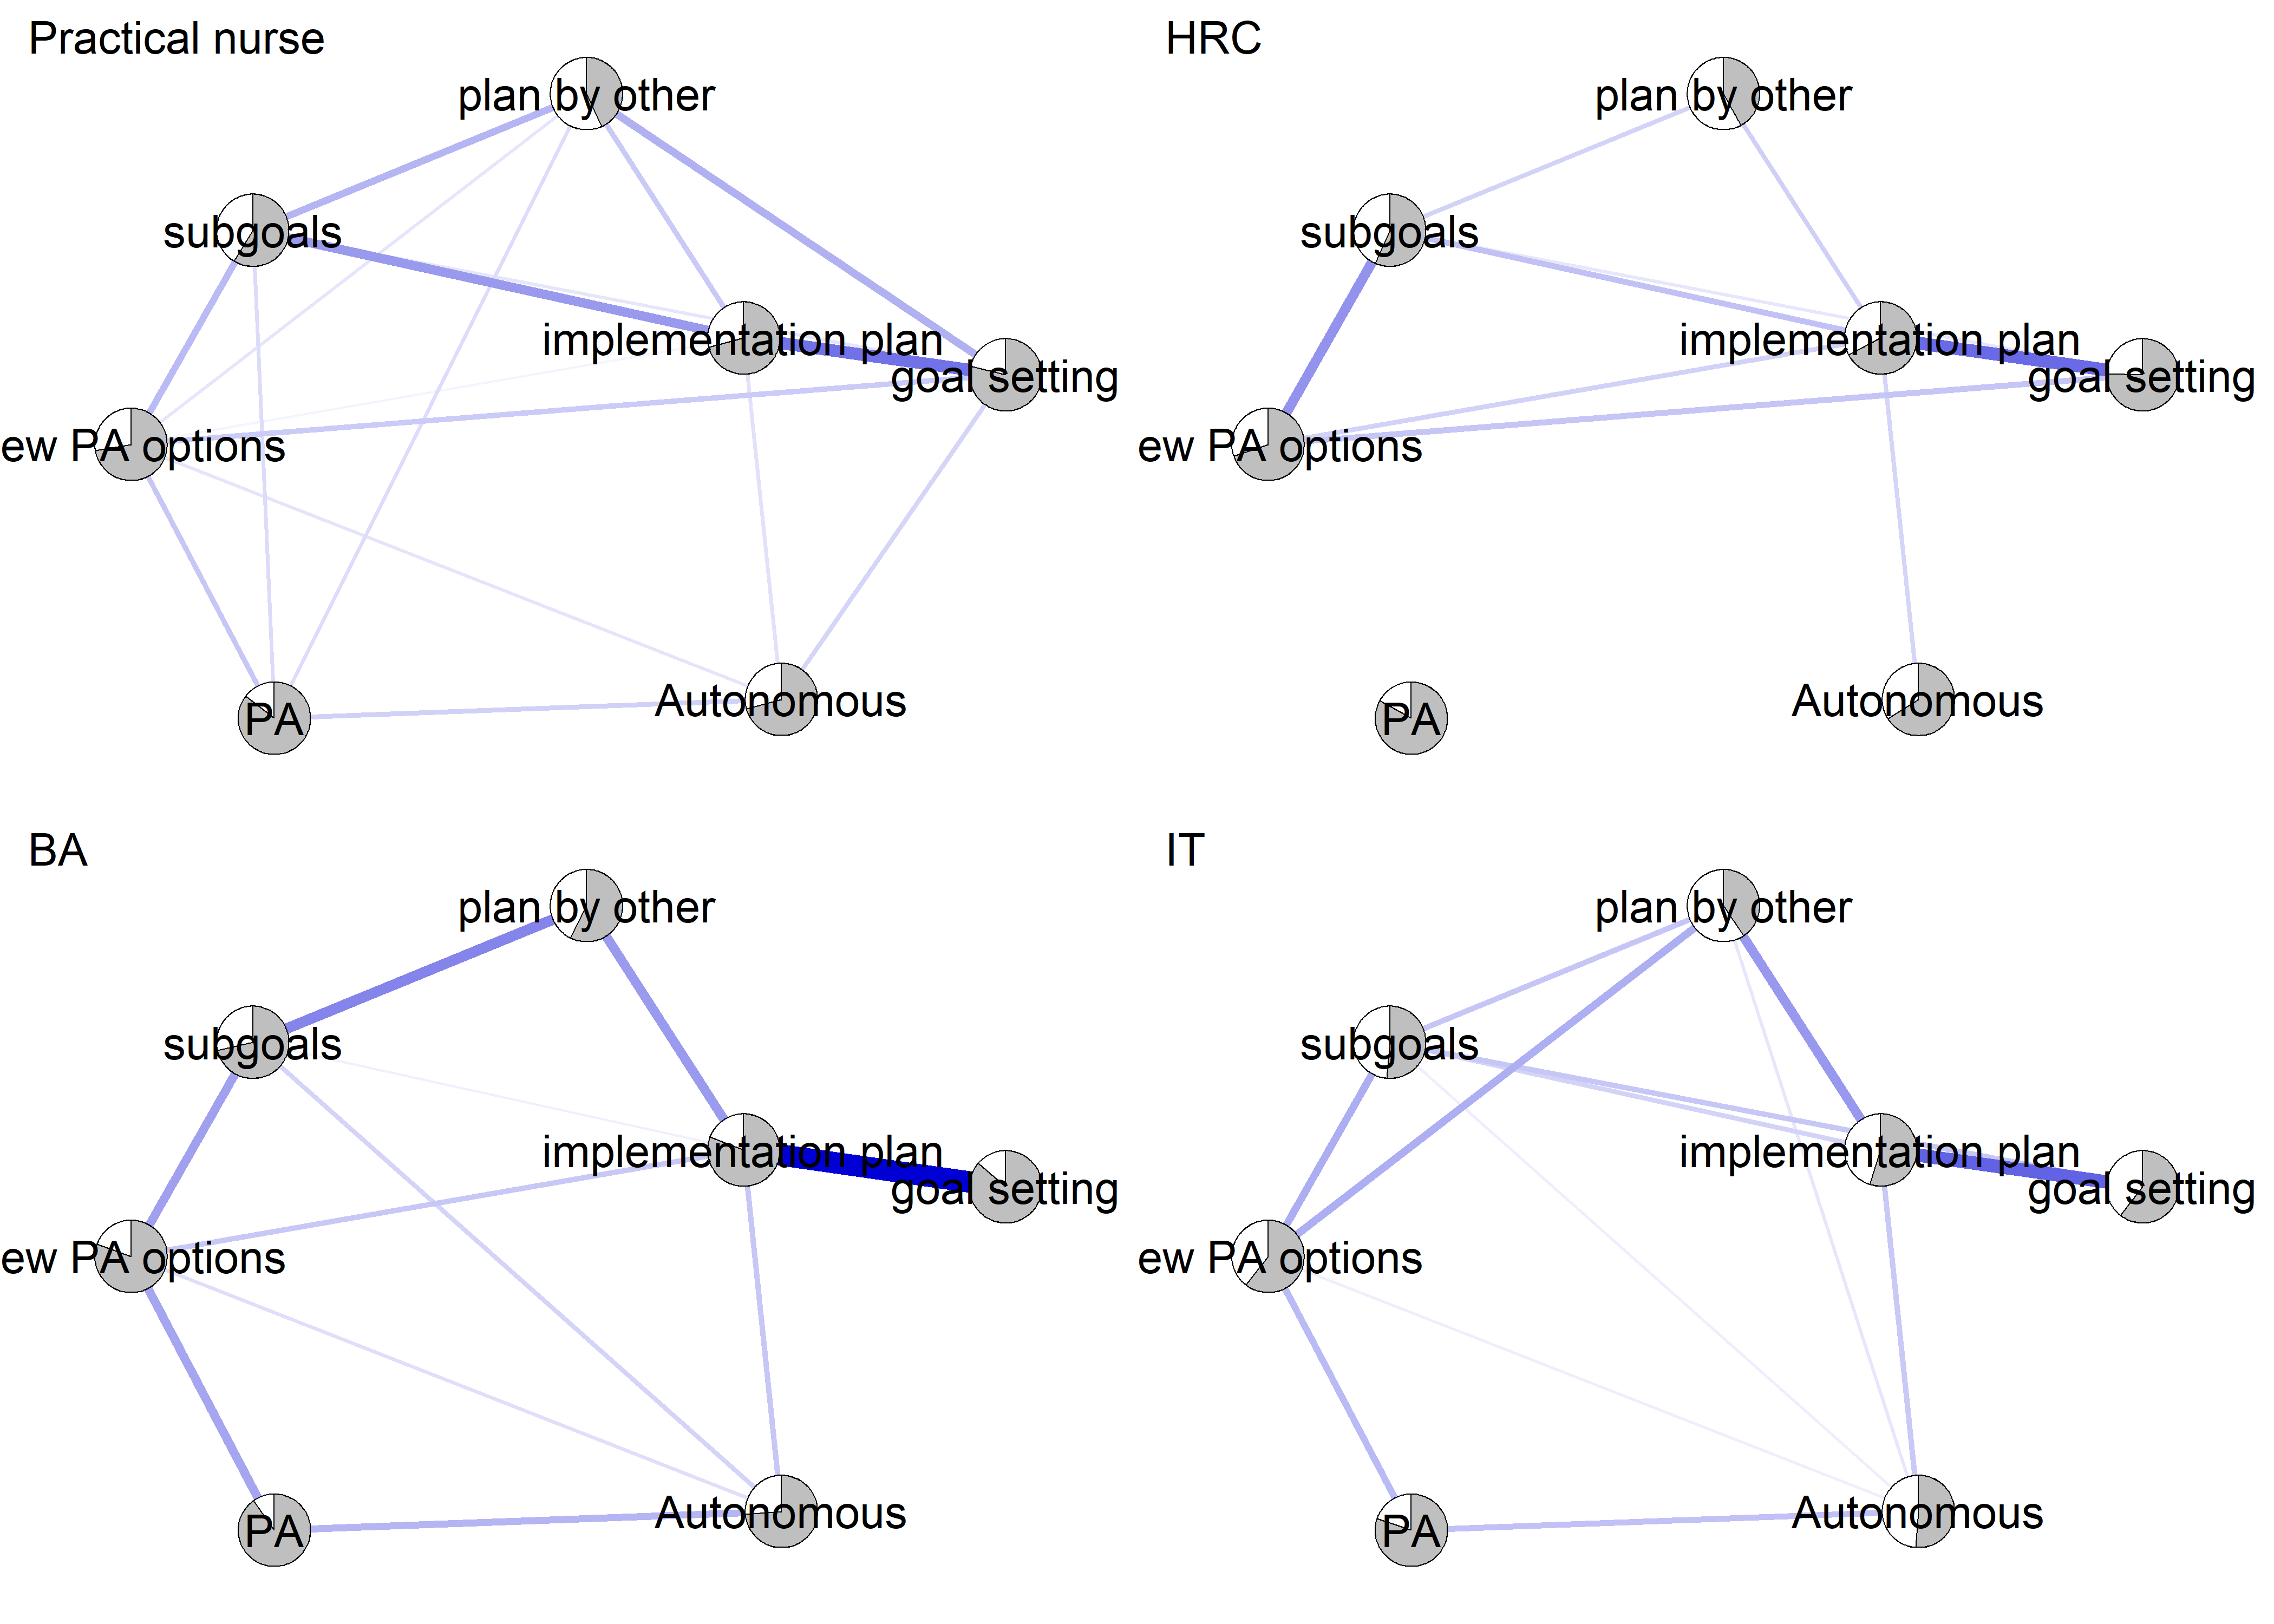 Practical nurse
plan by other
subgoals
implementation plan
goal setting
ew PA options
PA
Autonomous
HRC
plan by other
subgoals
implementation plan
goal setting
ew PA options
PA
Autonomous
BA
plan by other
subgoals
implementation plan
goal setting
ew PA options
PA
Autonomous
IT
plan by other
subgoals
implementation plan
goal setting
ew PA options
PA
Autonomous